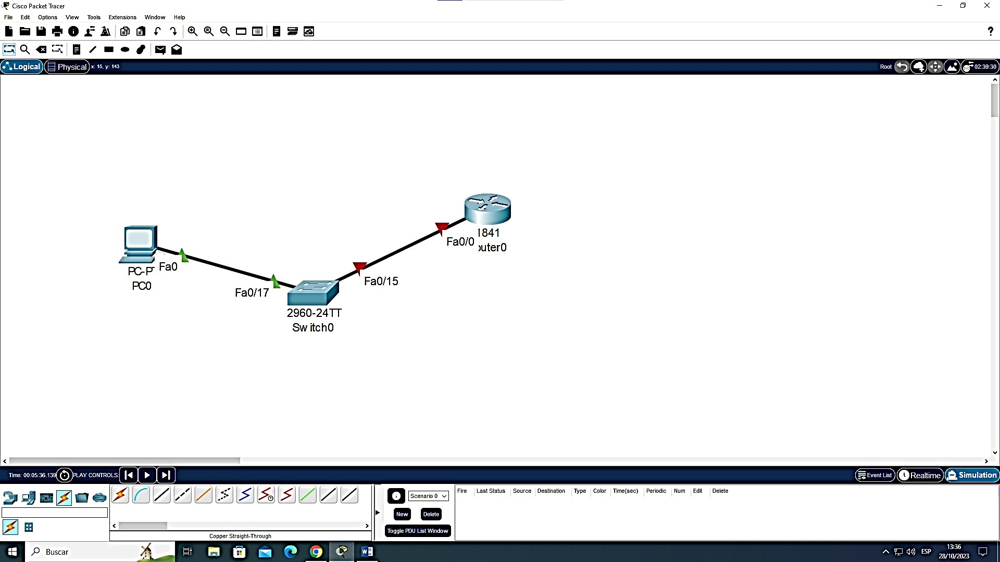 Cisco Packet Tracer
File Edit Options View Tools Extensions Window Help
Logical Physical x: 15, y: 143 Root 02:39:30
1841
Fa0/0
outer0
Fa0
PC-PT
PC0
Fa0/15
Fa0/17
2960-24TT
Switch0
Time: 00:05:36.139 PLAY CONTROLS: Event List Realtime Simulation
Scenario 0
Fire Last Status Source Destination Type Color Time(sec) Periodic Num Edit Delete
New Delete
Toggle PDU List Window
Copper Straight-Through
Buscar
ESP
13:36
28/10/2023